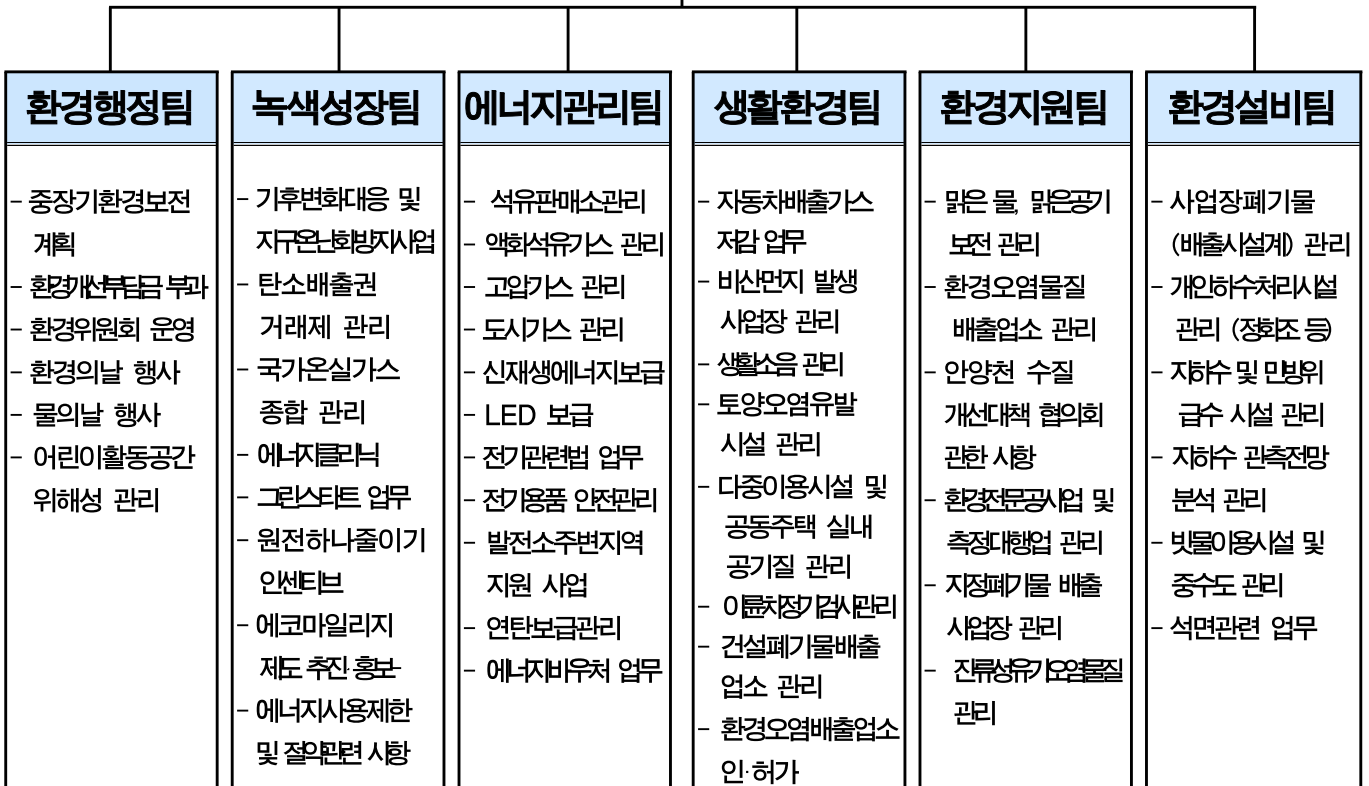 환경행정팀
- 중장기환경보전
계획
- 환경개선부담금 부과
- 환경위원회 운영
- 환경의날 행사
- 물의날 행사
- 어린이활동공간
위해성 관리
녹색성장팀
- 기후변화대응 및
지구온난화방지사업
- 탄소배출권
거래제 관리
- 국가온실가스
종합 관리
- 에너지클리닉
- 그린스타트 업무
- 원전하나줄이기
인센티브
- 에코마일리지
제도 추진·홍보
- 에너지사용제한
및 절약관련 사항
에너지관리팀
- 석유판매소관리
- 액화석유가스 관리
- 고압가스 관리
- 도시가스 관리
- 신재생에너지보급
- LED 보급
- 전기관련법 업무
- 전기용품 안전관리
- 발전소주변지역
지원 사업
- 연탄보급관리
- 에너지바우처 업무
생활환경팀
- 자동차배출가스
저감 업무
- 비산먼지 발생
사업장 관리
- 생활소음 관리
- 토양오염유발
시설 관리
- 다중이용시설 및
공동주택 실내
공기질 관리
- 이륜차정기검사관리
- 건설폐기물배출
업소 관리
- 환경오염배출업소
인·허가
환경지원팀
- 맑은 물, 맑은공기
보전 관리
- 환경오염물질
배출업소 관리
- 안양천 수질
개선대책 협의회
관한 사항
- 환경전문공사업 및
측정대행업 관리
- 지정폐기물 배출
사업장 관리
- 잔류성유기오염물질
관리
환경설비팀
- 사업장폐기물
(배출시설계) 관리
- 개인하수처리시설
관리 (정화조 등)
- 지하수 및 민방위
급수 시설 관리
- 지하수 관측전망
분석 관리
- 빗물이용시설 및
중수도 관리
- 석면관련 업무